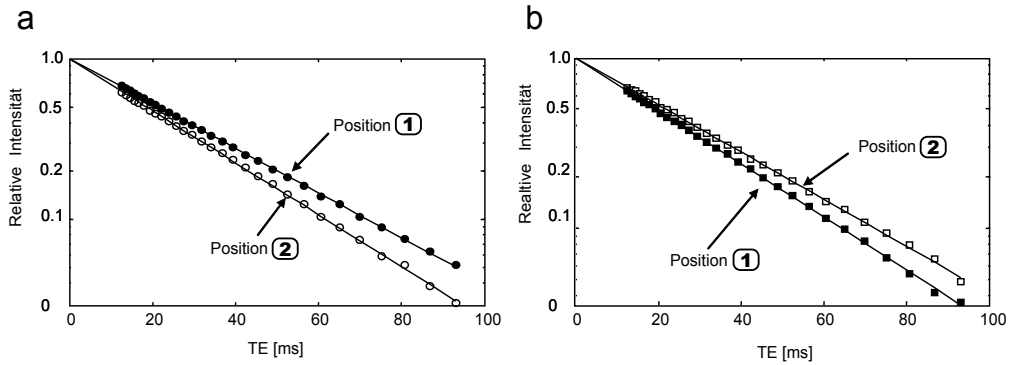 a
Relative Intensität
1.0
0.5
0.2
0.1
0
Position 1
Position 2
0 20 40 60 80 100
TE [ms]
b
Realtive Intensität
1.0
0.5
0.2
0.1
0
Position 2
Position 1
0 20 40 60 80 100
TE [ms]